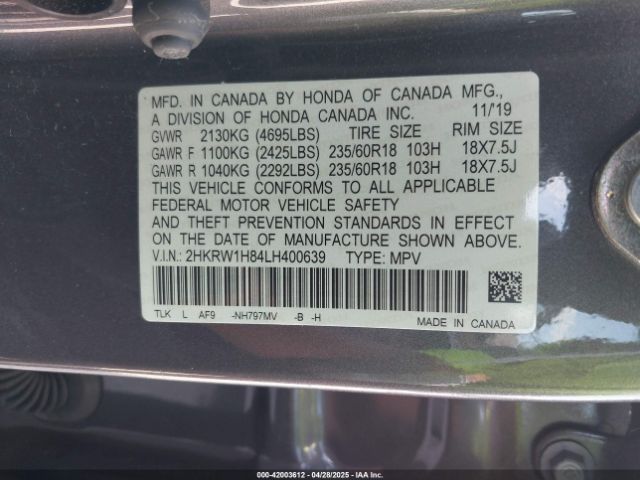 MFD. IN CANADA BY HONDA OF CANADA MFG.,
A DIVISION OF HONDA CANADA INC. 11/19
GVWR 2130KG (4695LBS) TIRE SIZE RIM SIZE
GAWR F 1100KG (2425LBS) 235/60R18 103H 18X7.5J
GAWR R 1040KG (2292LBS) 235/60R18 103H 18X7.5J
THIS VEHICLE CONFORMS TO ALL APPLICABLE
FEDERAL MOTOR VEHICLE SAFETY
AND THEFT PREVENTION STANDARDS IN EFFECT
ON THE DATE OF MANUFACTURE SHOWN ABOVE.
V.I.N.: 2HKRW1H84LH400639 TYPE: MPV
TLK L AF9 -NH797MV -B -H
MADE IN CANADA
000-42003612 - 04/28/2025 - IAAI, Inc.